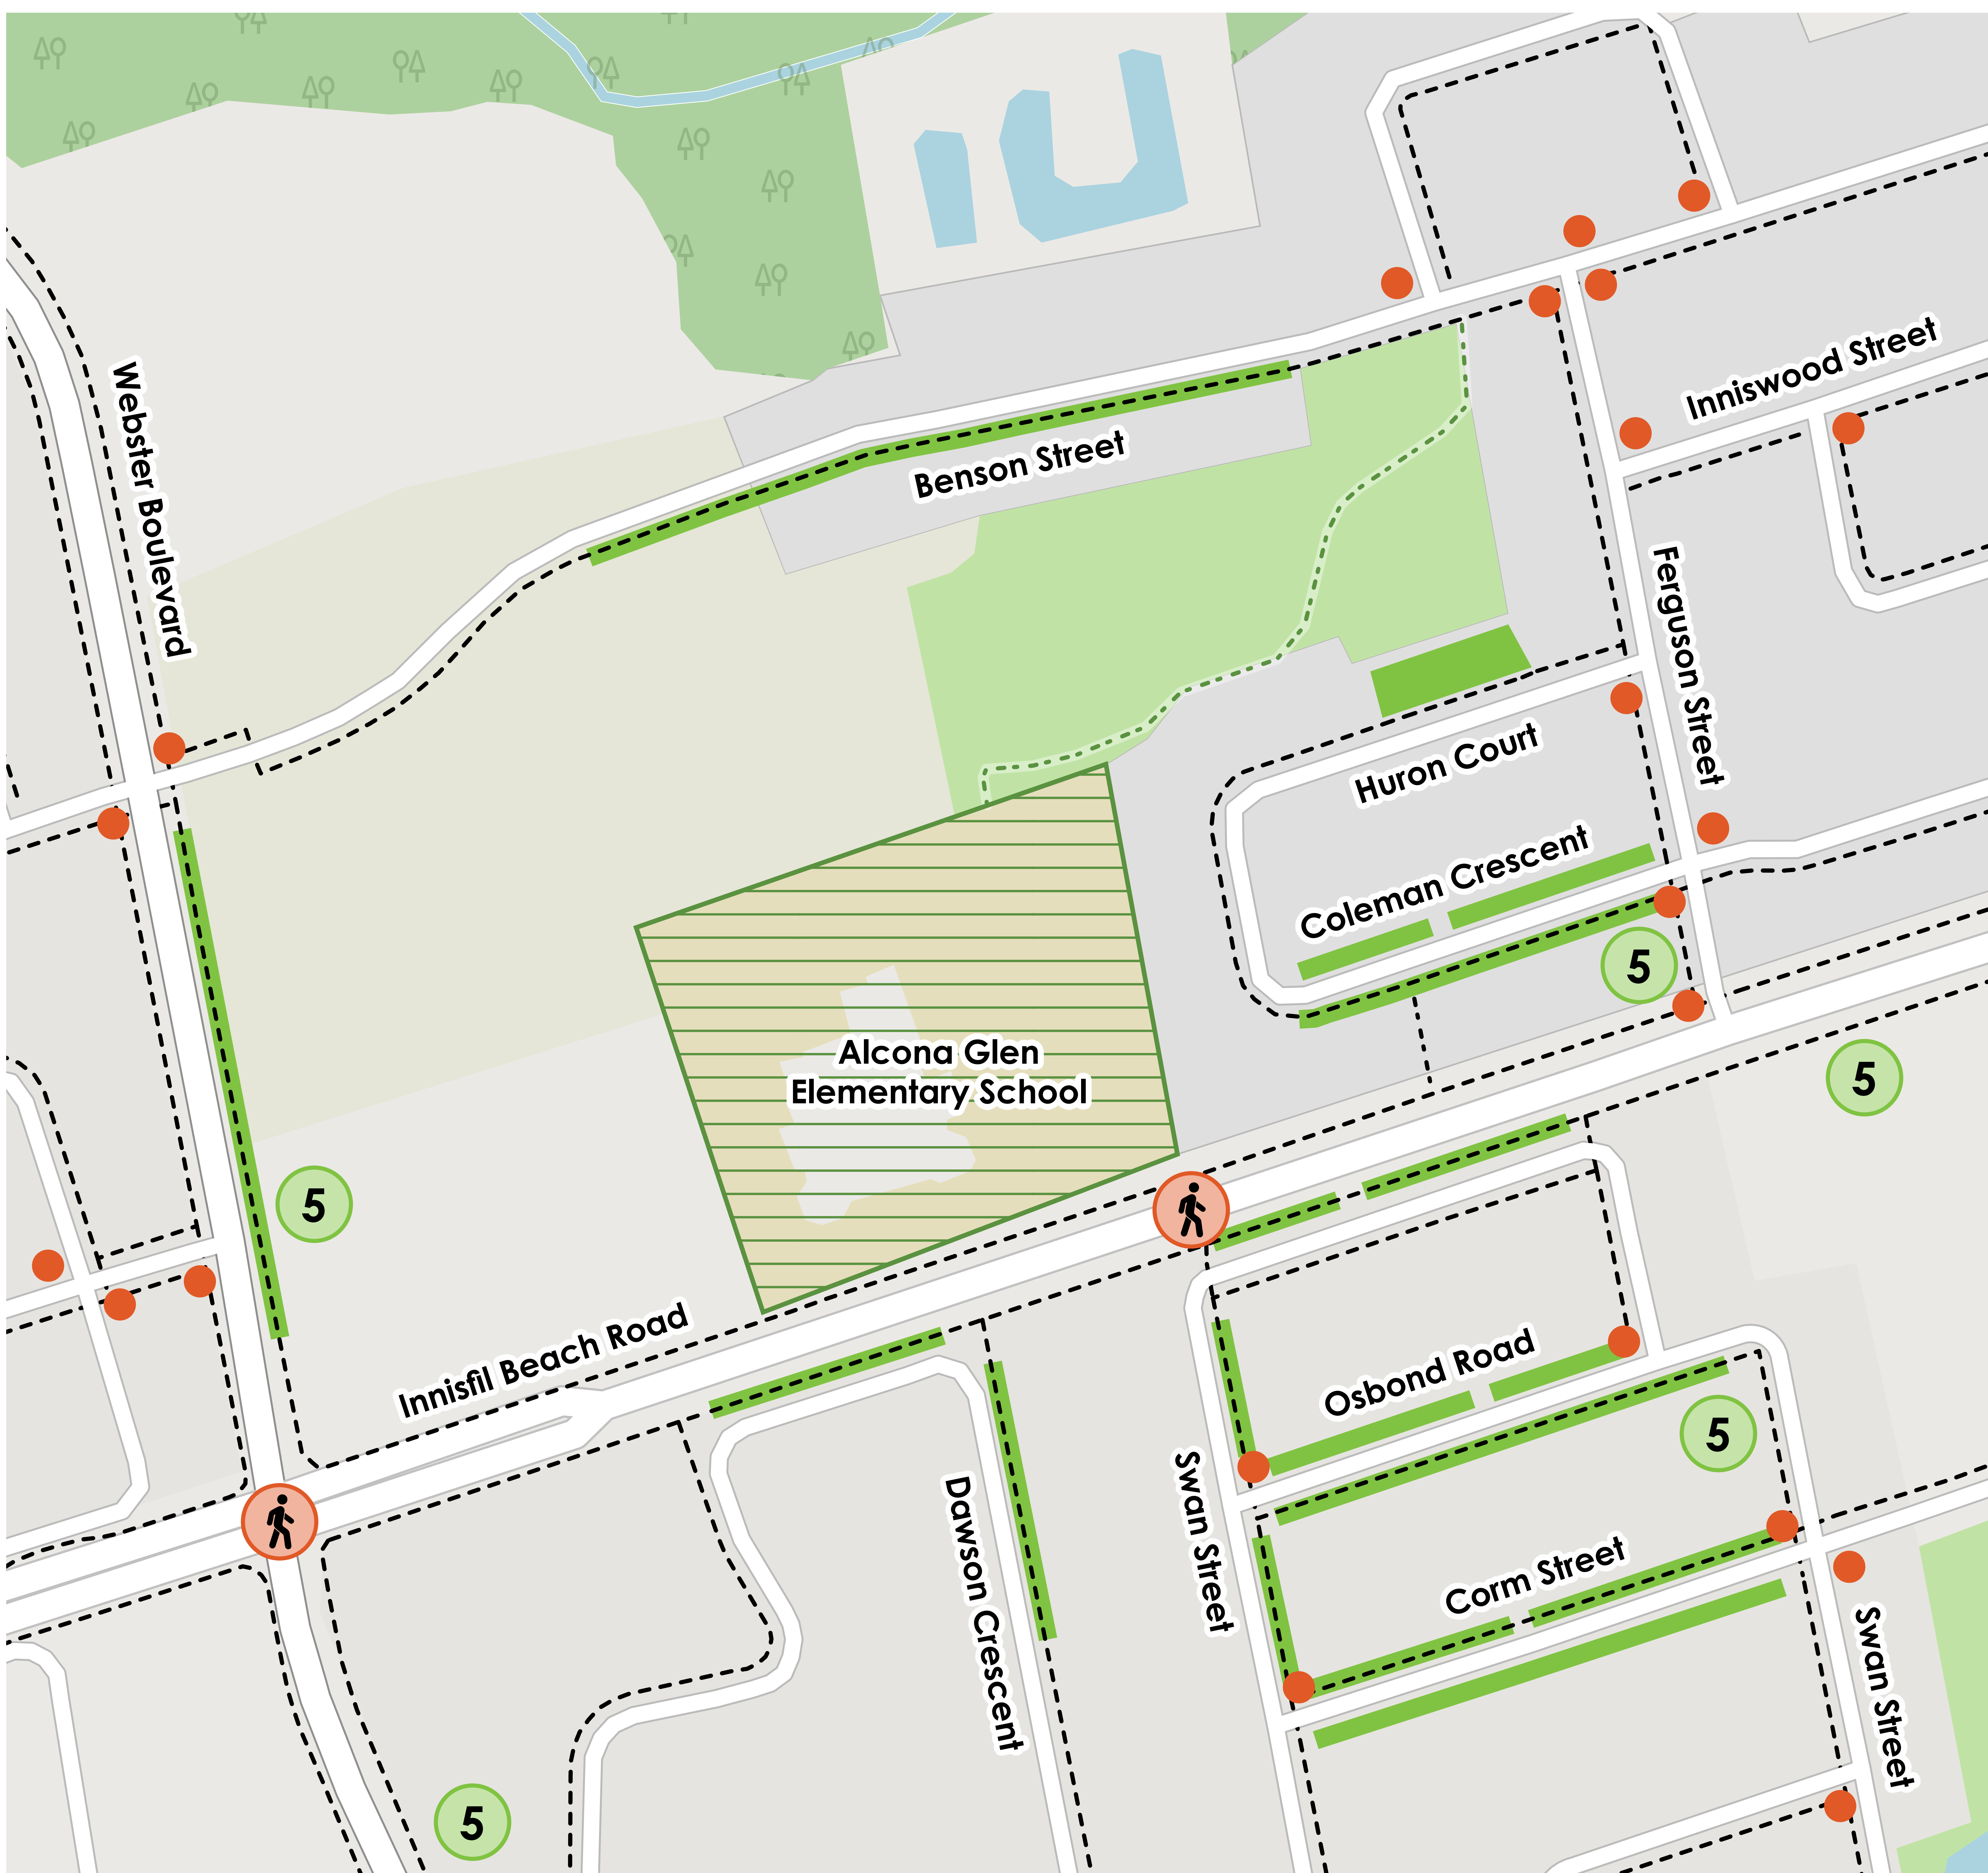 Webster Boulevard
Benson Street
Inniswood Street
Ferguson Street
Huron Court
Coleman Crescent
5
Alcona Glen
Elementary School
5
5
Innisfil Beach Road
Osbond Road
5
Swan Street
Dawson Crescent
Corm Street
Swan Street
5